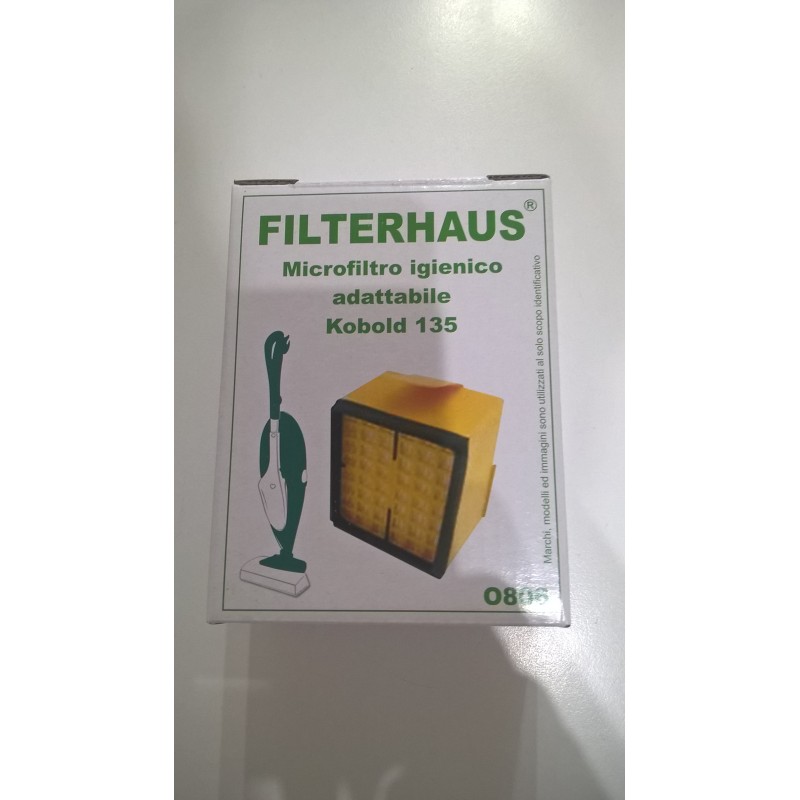 FILTERHAUS®
Microfiltro igienico
adattabile
Kobold 135
Marchi, modelli ed immagini sono utilizzati al solo scopo identificativo